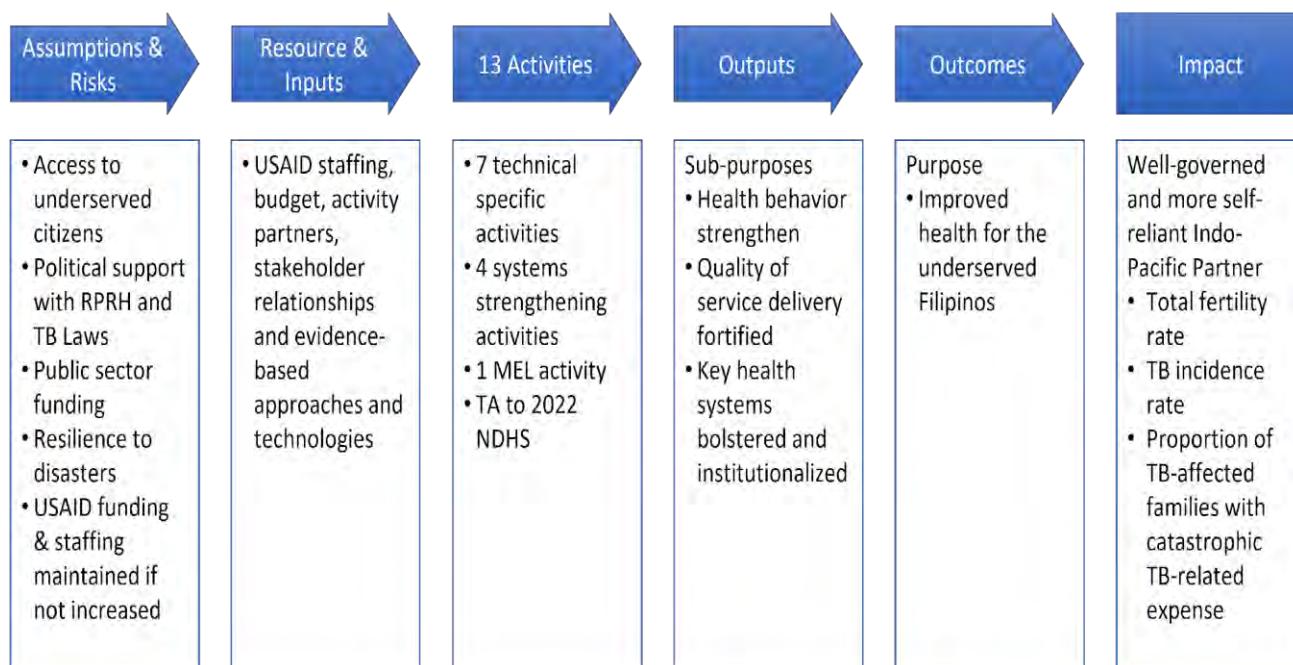 Assumptions &
Risks
Resource &
Inputs
13 Activities
Outputs
Outcomes
Impact
• Access to
underserved
citizens
• Political support
with RPRH and
TB Laws
• Public sector
funding
• Resilience to
disasters
• USAID funding
& staffing
maintained if
not increased
• USAID staffing,
budget, activity
partners,
stakeholder
relationships
and evidence-
based
approaches and
technologies
• 7 technical
specific
activities
• 4 systems
strengthening
activities
• 1 MEL activity
• TA to 2022
NDHS
Sub-purposes
• Health behavior
strengthen
• Quality of
service delivery
fortified
• Key health
systems
bolstered and
institutionalized
Purpose
• Improved
health for the
underserved
Filipinos
Well-governed
and more self-
reliant Indo-
Pacific Partner
• Total fertility
rate
• TB incidence
rate
• Proportion of
TB-affected
families with
catastrophic
TB-related
expense